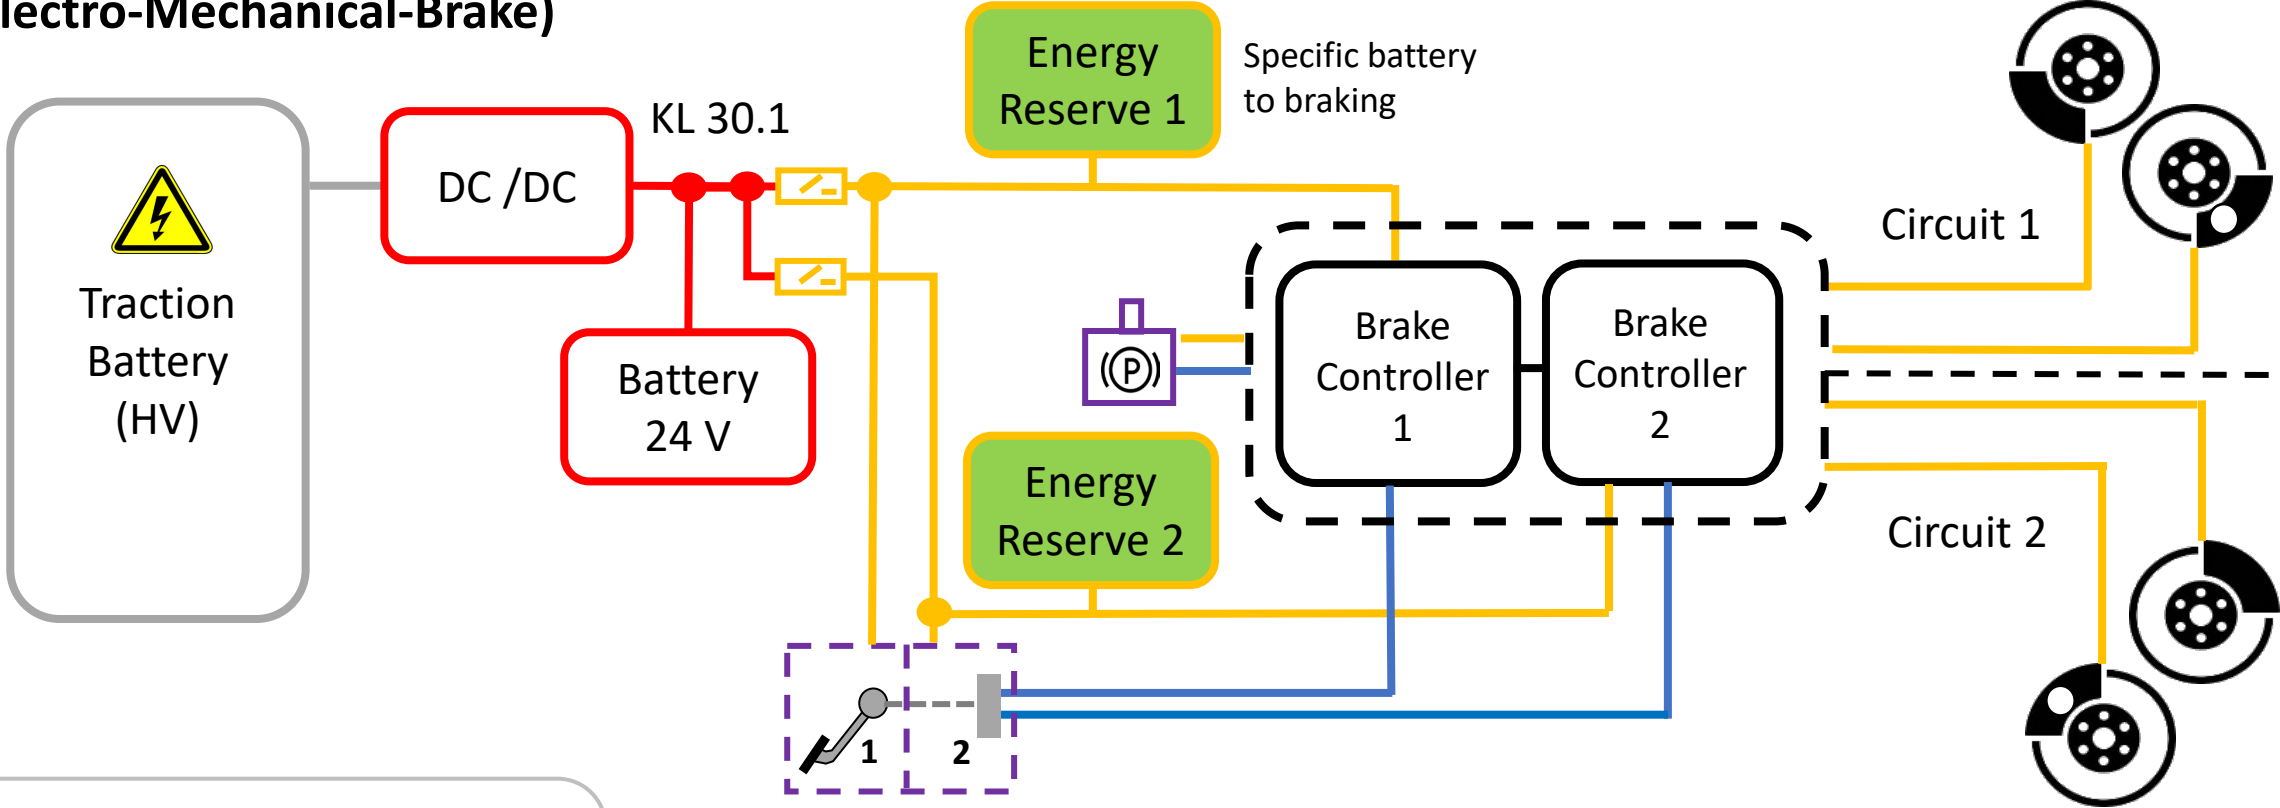 lectro-Mechanical-Brake)
Energy
Reserve 1
Specific battery
to braking
KL 30.1
DC /DC
Traction
Battery
(HV)
Battery
24 V
Circuit 1
Brake
Controller
1
Brake
Controller
2
(P)
Energy
Reserve 2
Circuit 2
1
2